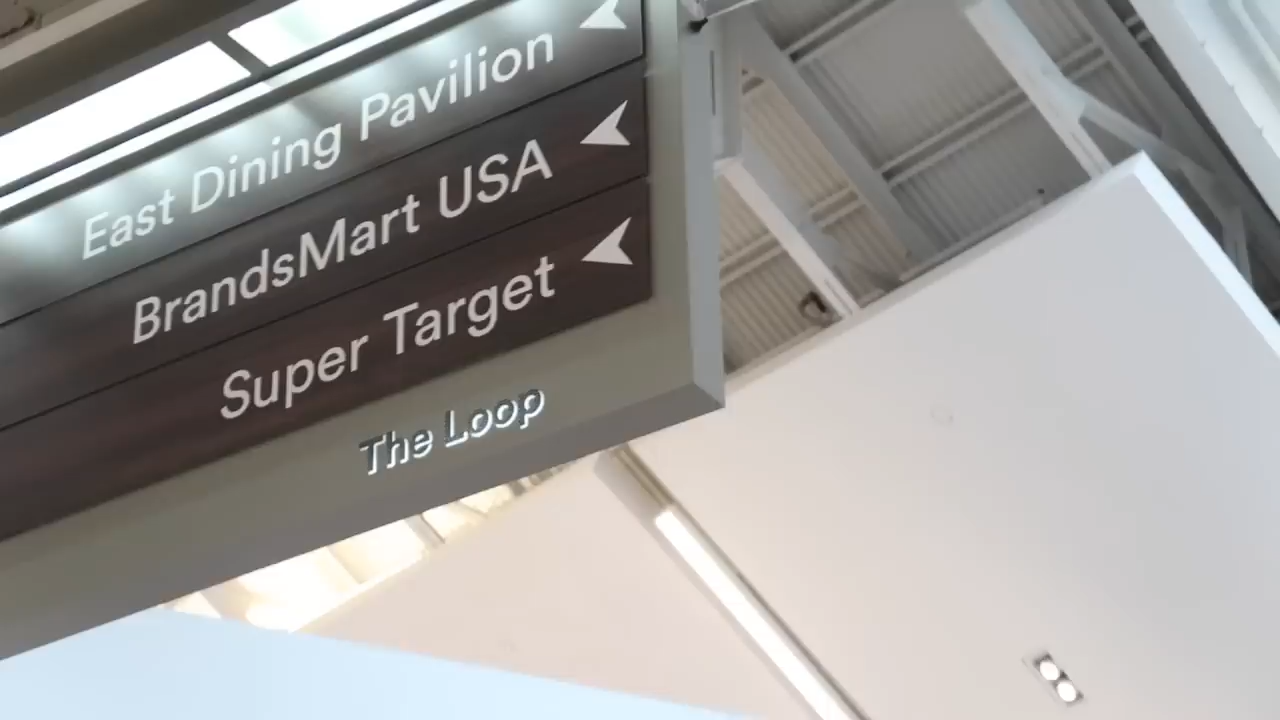 East Dining Pavilion
BrandsMart USA
Super Target
The Loop